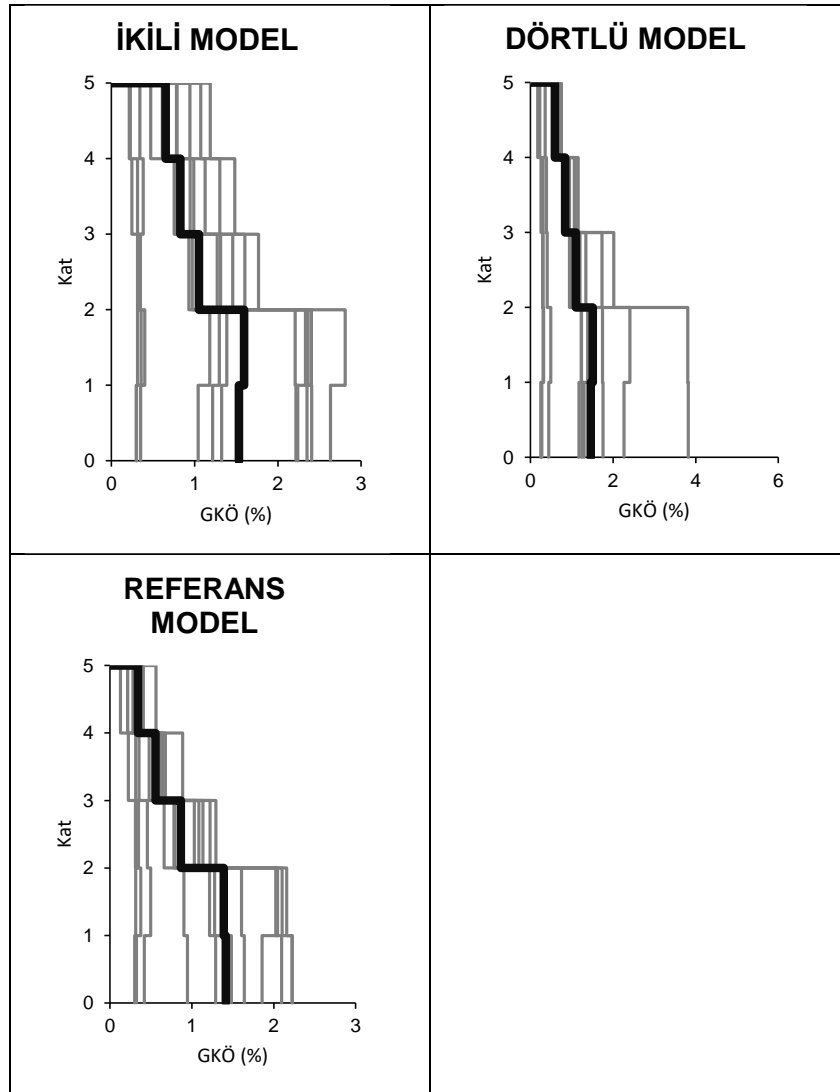 İKİLİ MODEL
5
4
3
2
1
0
Kat
0 1 2 3
GKÖ (%)
DÖRTLÜ MODEL
5
4
3
2
1
0
Kat
0 2 4 6
GKÖ (%)
REFERANS
MODEL
5
4
3
2
1
0
Kat
0 1 2 3
GKÖ (%)